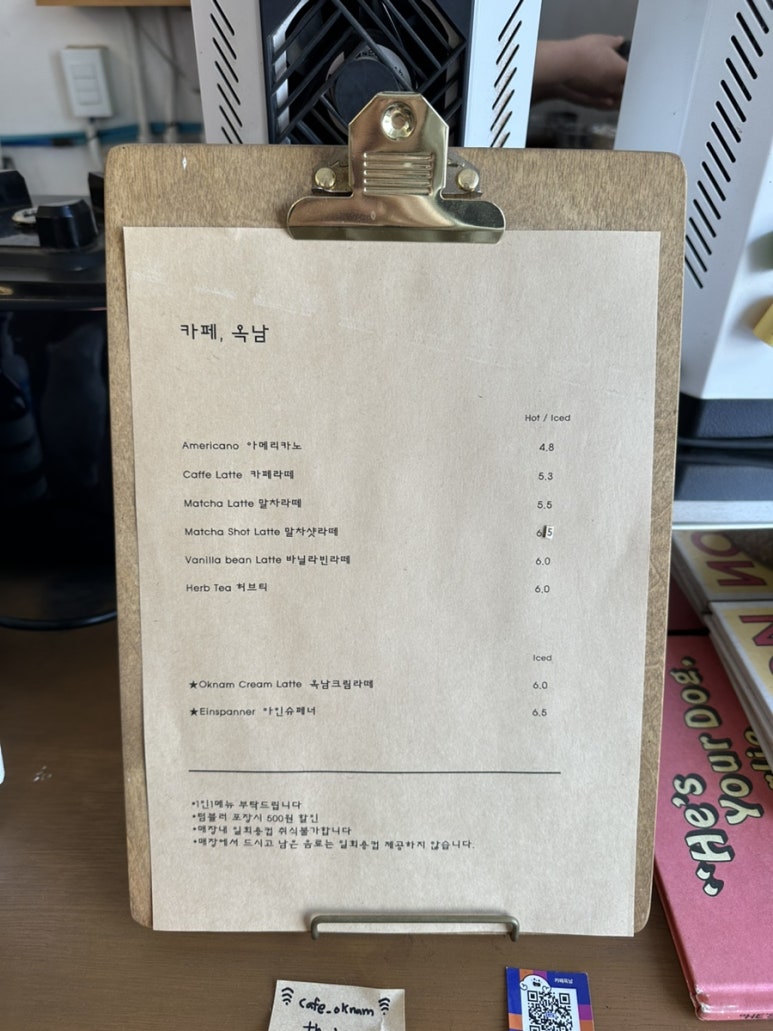 카페, 옥남
Hot / Iced
Americano 아메리카노 4.8
Caffe Latte 카페라떼 5.3
Matcha Latte 말차라떼 5.5
Matcha Shot Latte 말차샷라떼 6.5
Vanilla bean Latte 바닐라빈라떼 6.0
Herb Tea 허브티 6.0
Iced
★Oknam Cream Latte 옥남크림라떼 6.0
★Einspanner 아인슈페너 6.5
*1인1메뉴 부탁드립니다
*텀블러 포장시 500원 할인
*매장내 일회용컵 취식불가합니다
*매장에서 드시고 남은 음료는 일회용컵 제공하지 않습니다.
"He's
your Dog,
cafe_oknam
카페옥남